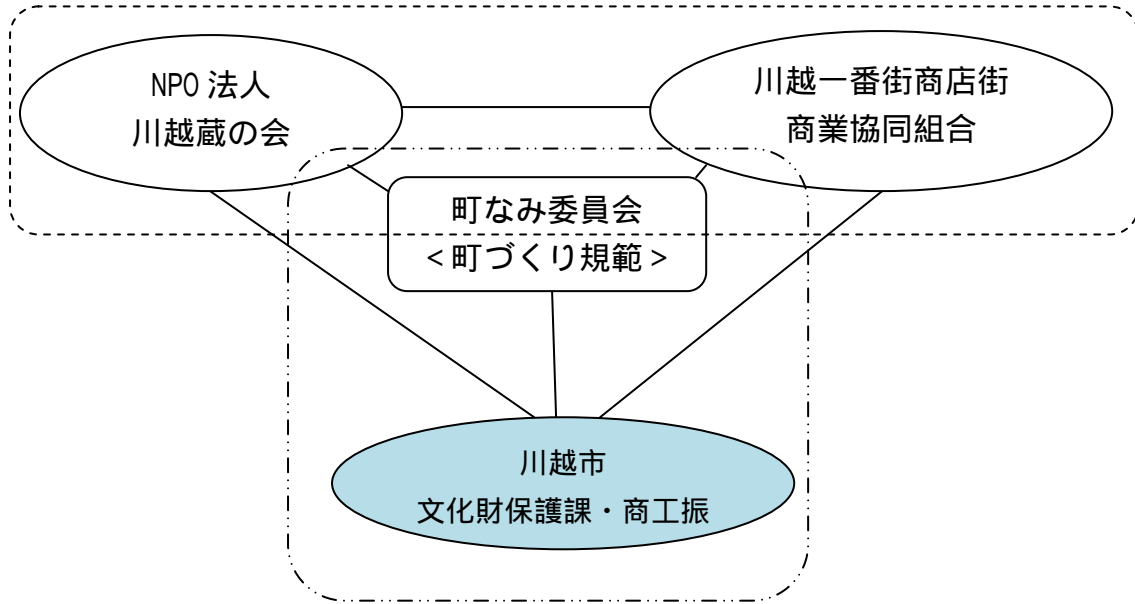 NPO 法人
川越蔵の会
川越一番街商店街
商業協同組合
町なみ委員会
<町づくり規範>
川越市
文化財保護課・商工振